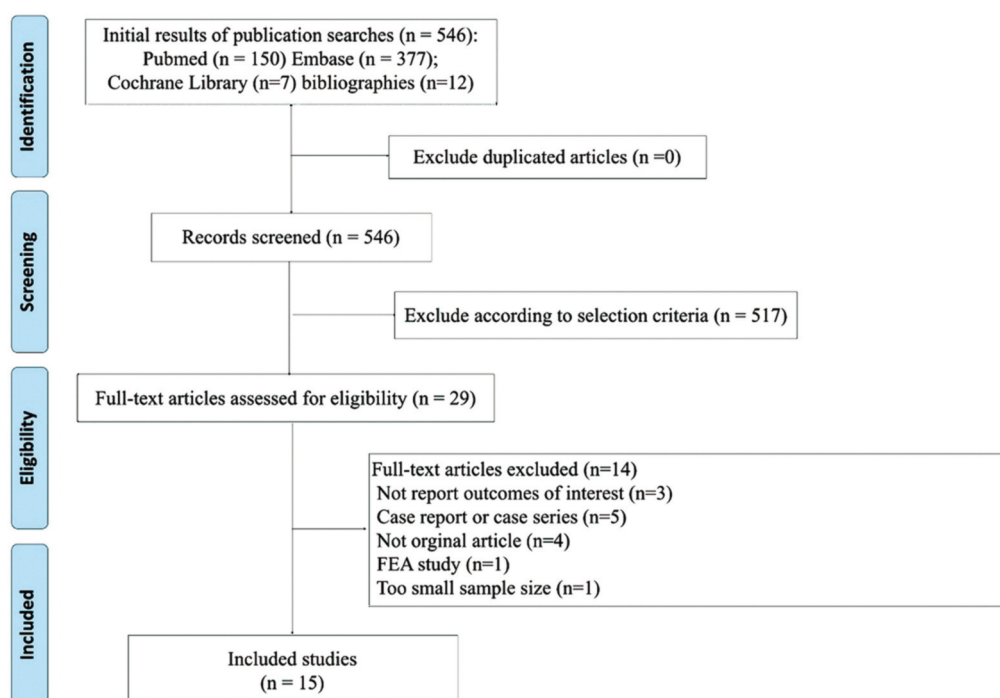 Identification
Initial results of publication searches (n = 546):
Pubmed (n = 150) Embase (n = 377);
Cochrane Library (n=7) bibliographies (n=12)
Exclude duplicated articles (n =0)
Screening
Records screened (n = 546)
Exclude according to selection criteria (n = 517)
Eligibility
Full-text articles assessed for eligibility (n = 29)
Full-text articles excluded (n=14)
Not report outcomes of interest (n=3)
Case report or case series (n=5)
Not orginal article (n=4)
FEA study (n=1)
Too small sample size (n=1)
Included
Included studies
(n = 15)